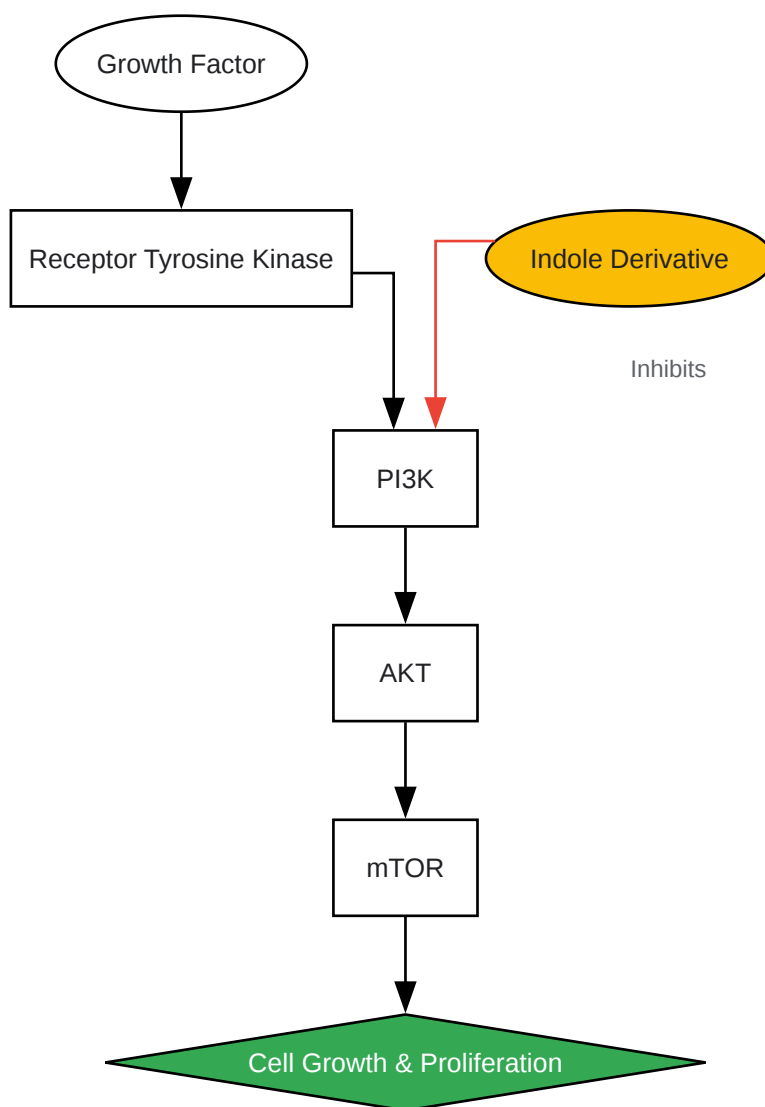 Growth Factor
Receptor Tyrosine Kinase
Indole Derivative
Inhibits
PI3K
AKT
mTOR
Cell Growth & Proliferation